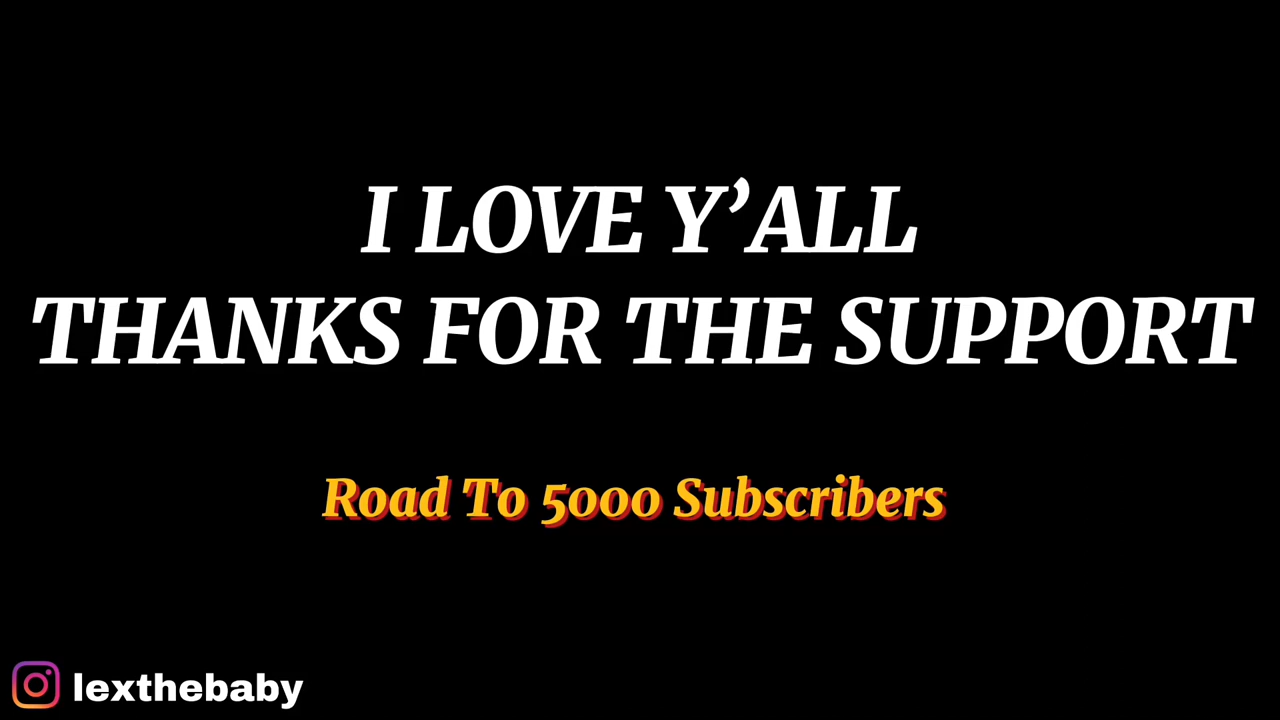 I LOVE Y’ALL
THANKS FOR THE SUPPORT
Road To 5000 Subscribers
lexthebaby